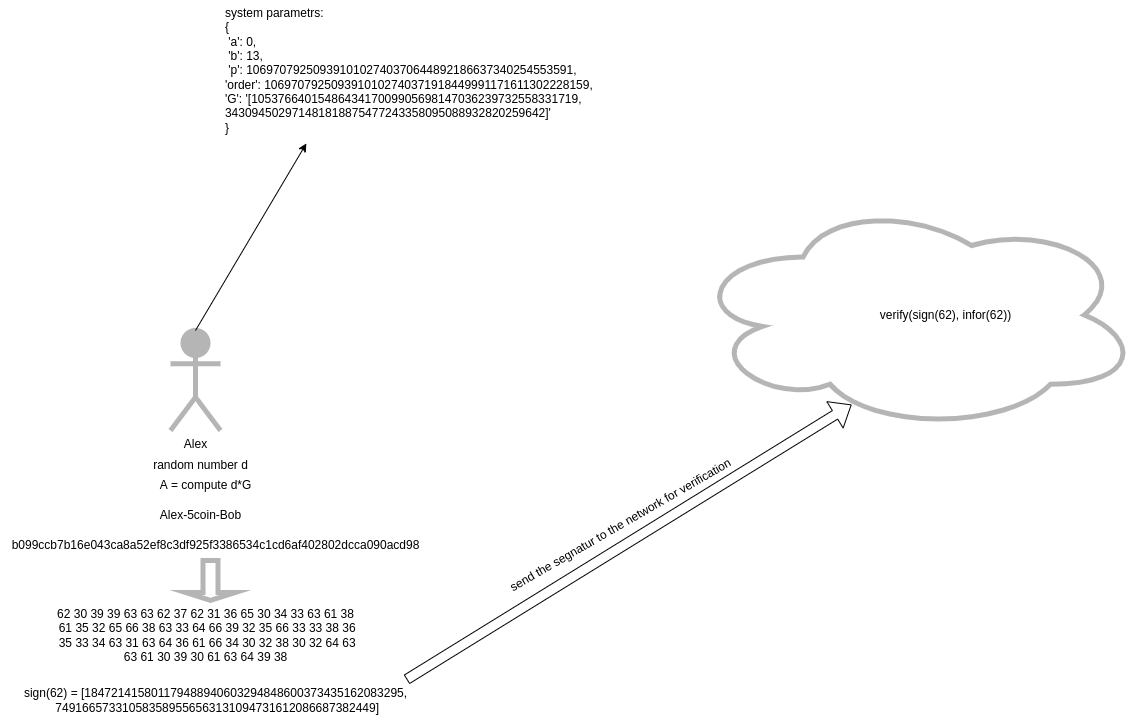 system parametrs:
{
'a': 0,
'b': 13,
'p': 10697079250939101027403706448921866373402545535​91,
'order': 1069707925093910102740371918449991171611302228159,
'G': '[1053766401548643417009905698147036239732558331719,
343094502971481818875477243358095088932820259642]'
}
verify(sign(62), infor(62))
Alex
random number d
A = compute d*G
Alex-5coin-Bob
b099ccb7b16e043ca8a52ef8c3df925f3386534c1cd6af402802dcca090acd98
send the segnatur to the network for verification
62 30 39 39 63 63 62 37 62 31 36 65 30 34 33 63 61 38
61 35 32 65 66 38 63 33 64 66 39 32 35 66 33 33 38 36
35 33 34 63 31 63 64 36 61 66 34 30 32 38 30 32 64 63
63 61 30 39 30 61 63 64 39 38
sign(62) = [184721415801179488940603294848600373435162083295,
749166573310583589556563131094731612086687382449]